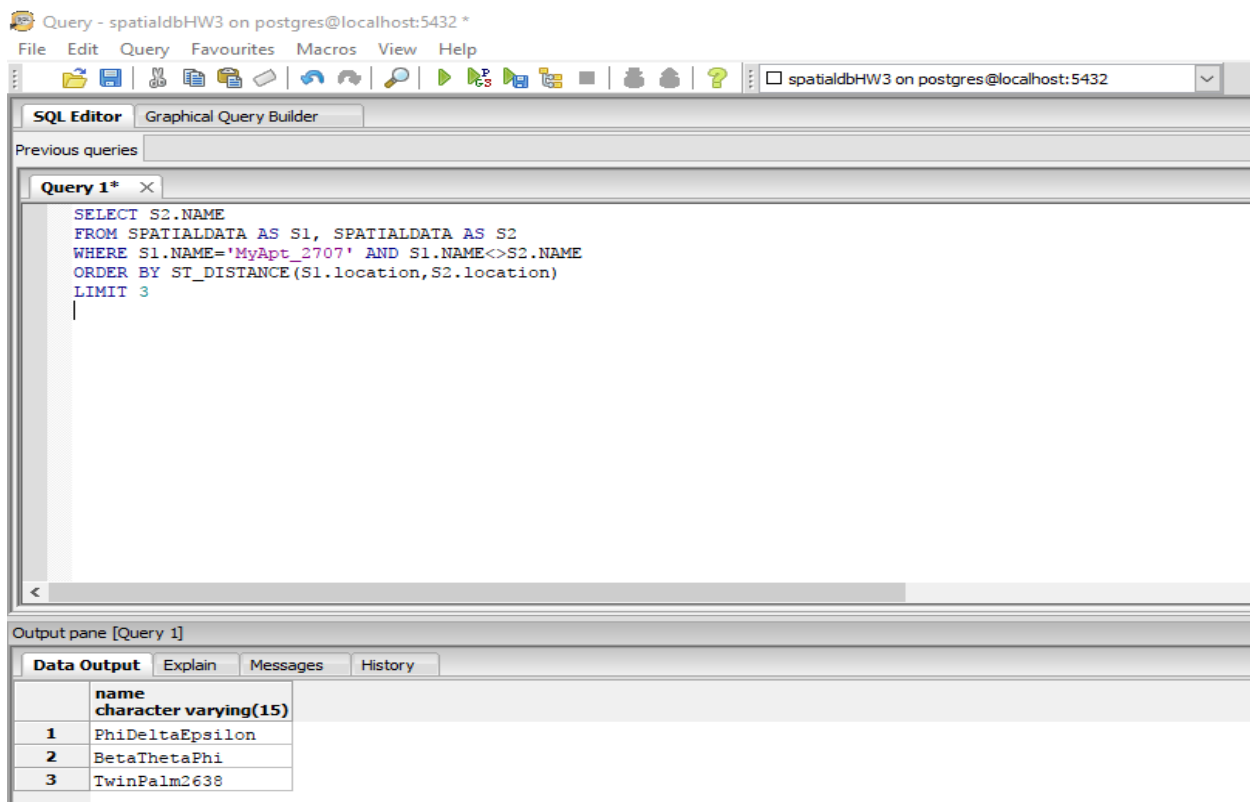 Query - spatialdbHW3 on postgres@localhost:5432 *
File Edit Query Favourites Macros View Help
spatialdbHW3 on postgres@localhost:5432
SQL Editor Graphical Query Builder
Previous queries
Query 1*
SELECT S2.NAME
FROM SPATIALDATA AS S1, SPATIALDATA AS S2
WHERE S1.NAME='MyApt_2707' AND S1.NAME<>S2.NAME
ORDER BY ST_DISTANCE(S1.location,S2.location)
LIMIT 3
Output pane [Query 1]
Data Output Explain Messages History
name
character varying(15)
1 PhiDeltaEpsilon
2 BetaThetaPhi
3 TwinPalm2638